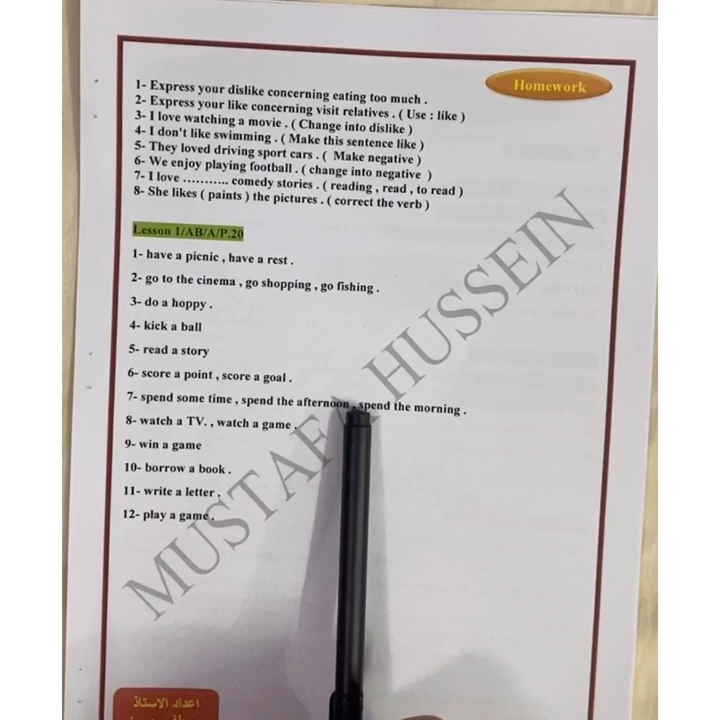 Homework
1- Express your dislike concerning eating too much .
2- Express your like concerning visit relatives . ( Use : like )
3- I love watching a movie . ( Change into dislike )
4- I don't like swimming . ( Make this sentence like )
5- They loved driving sport cars . ( Make negative )
6- We enjoy playing football . ( change into negative )
7- I love ........... comedy stories . ( reading , read , to read )
8- She likes ( paints ) the pictures . ( correct the verb )
Lesson 1/AB/A/P.20
1- have a picnic , have a rest .
2- go to the cinema , go shopping , go fishing .
3- do a hoppy .
4- kick a ball
5- read a story
6- score a point , score a goal .
7- spend some time , spend the afternoon , spend the morning .
8- watch a TV. , watch a game .
9- win a game
10- borrow a book .
11- write a letter .
12- play a game .
MUSTAFA HUSSEIN
اعداد الاستاذ